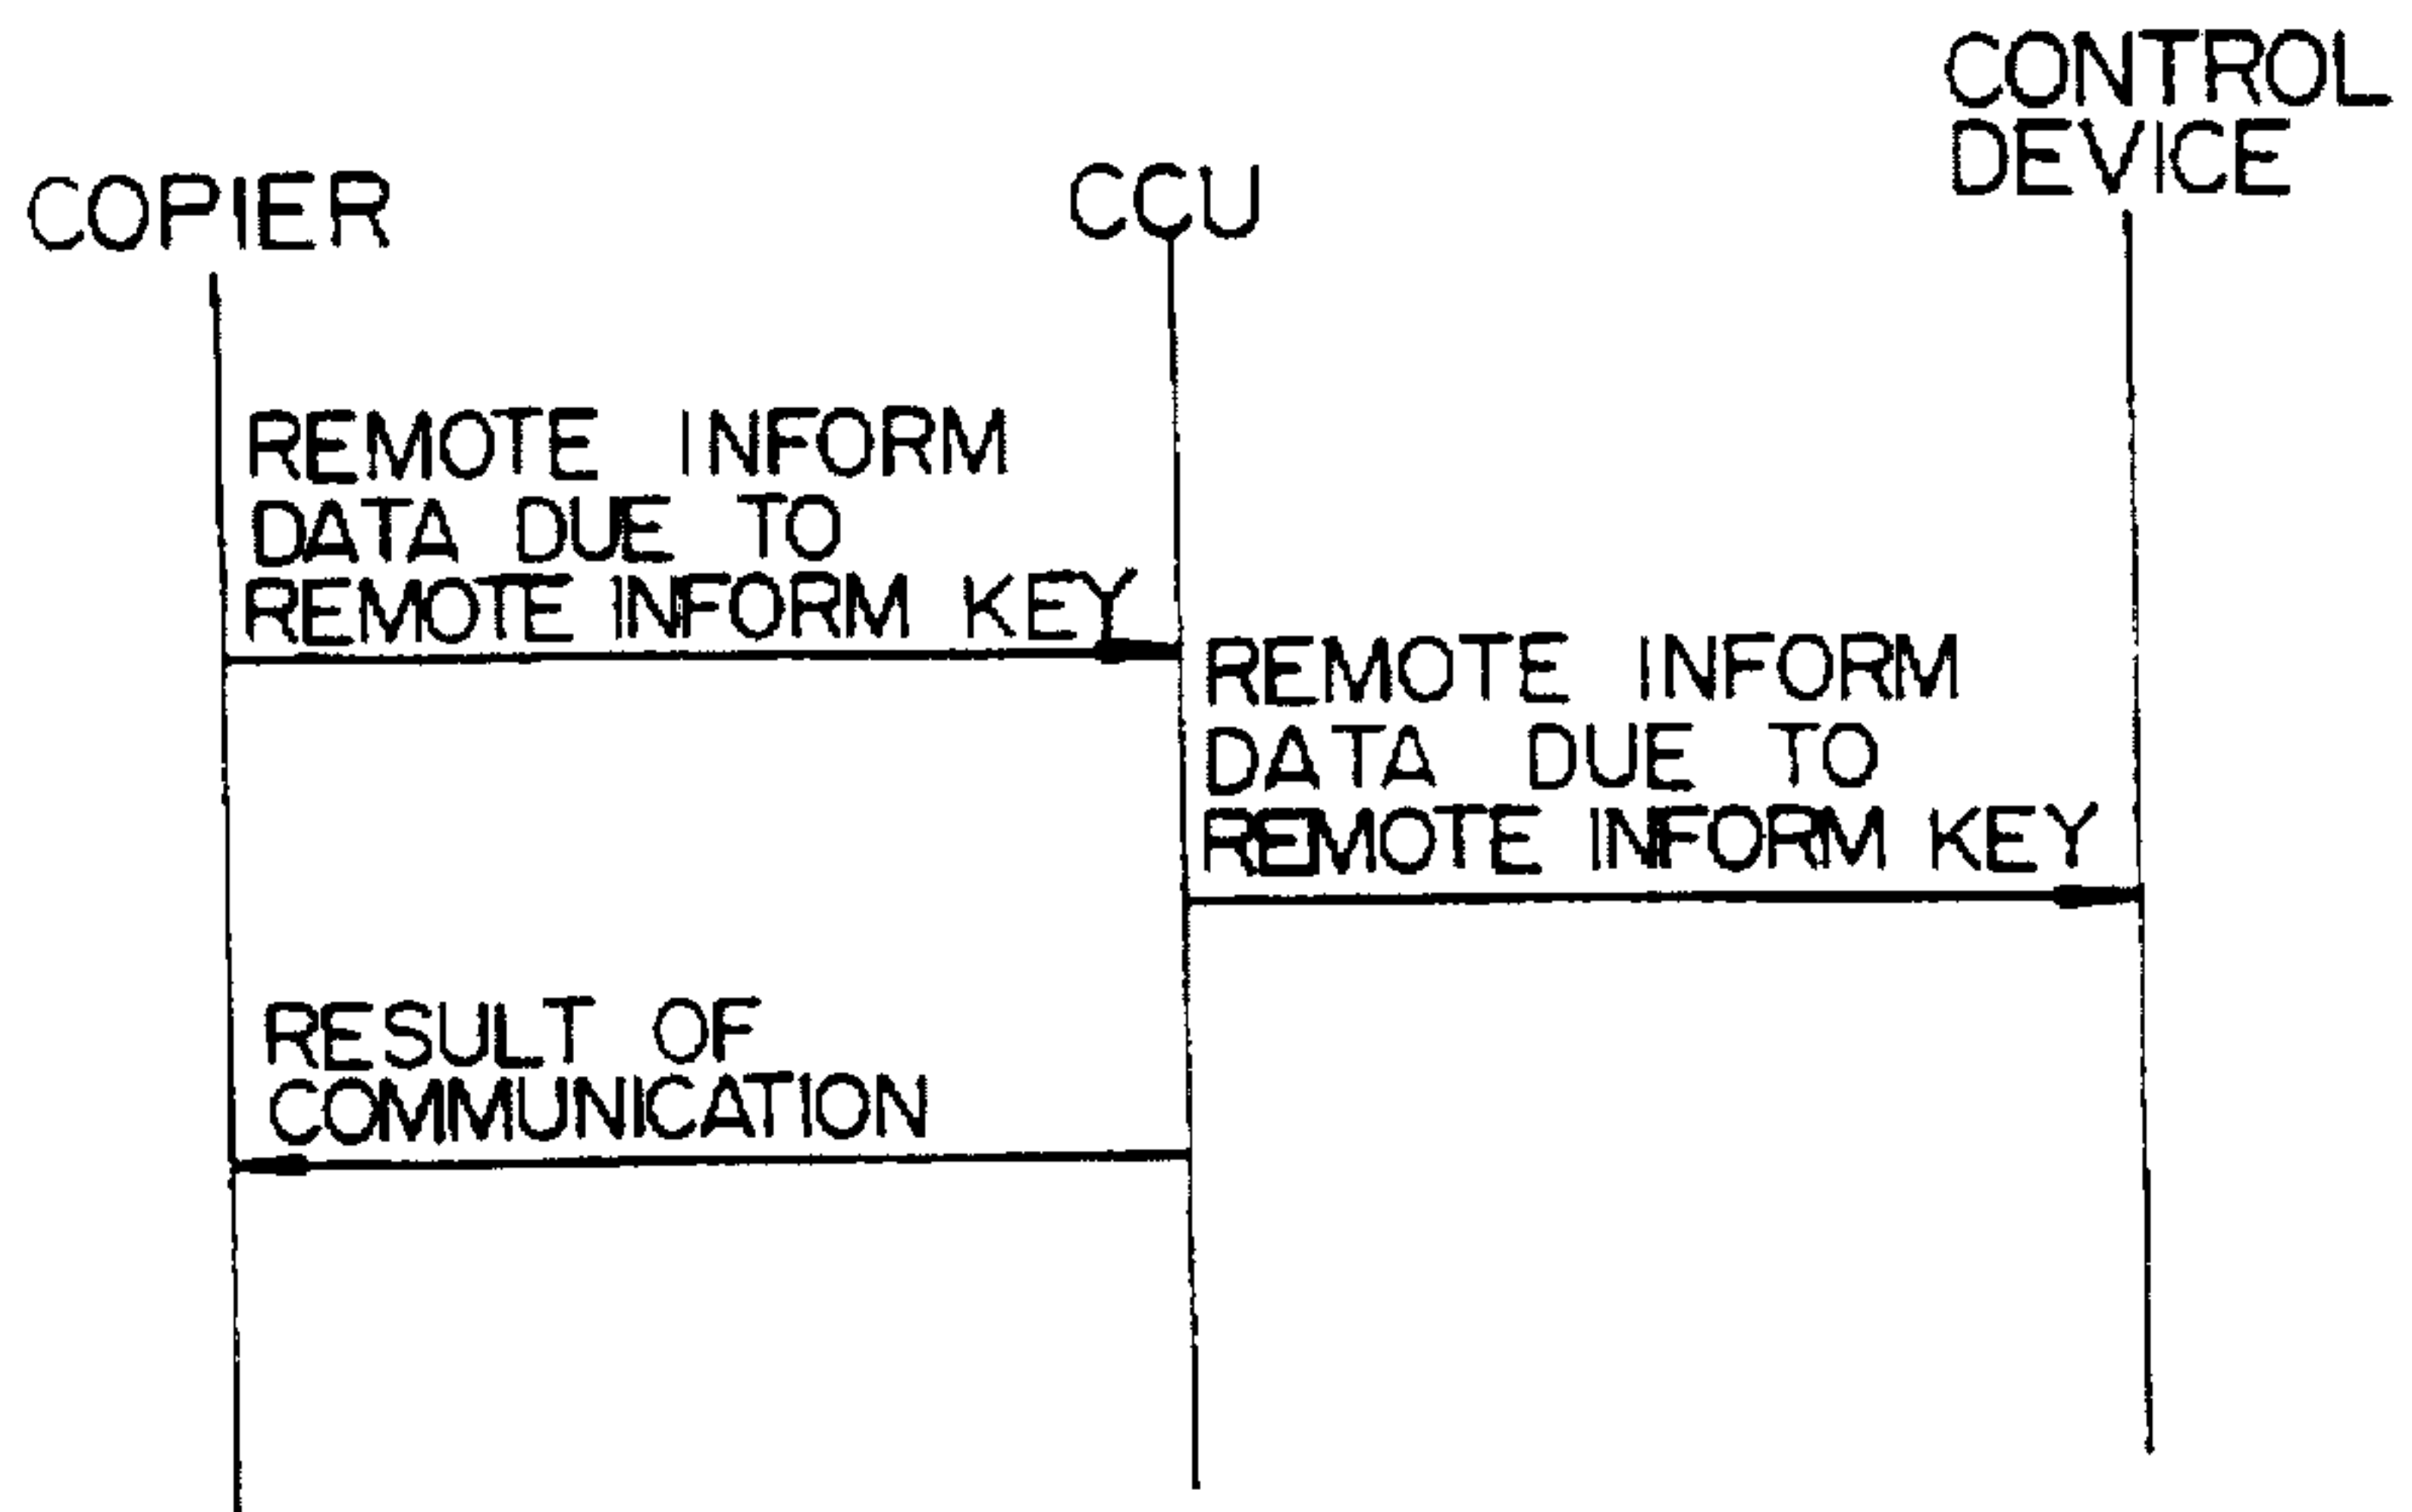 CONTROL
DEVICE
COPIER
CCU
REMOTE INFORM
DATA DUE TO
REMOTE INFORM KEY
REMOTE INFORM
DATA DUE TO
REMOTE INFORM KEY
RESULT OF
COMMUNICATION